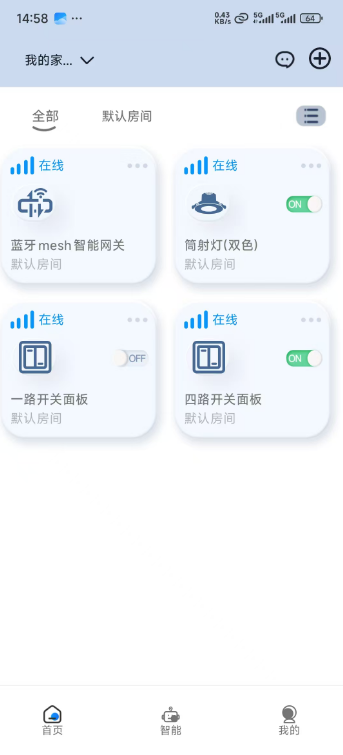 14:58
0.43 KB/s 5G 5G 64
我的家...
全部 默认房间
在线
蓝牙mesh智能网关
默认房间
在线
ON
筒射灯(双色)
默认房间
在线
OFF
一路开关面板
默认房间
在线
ON
四路开关面板
默认房间
首页 智能 我的